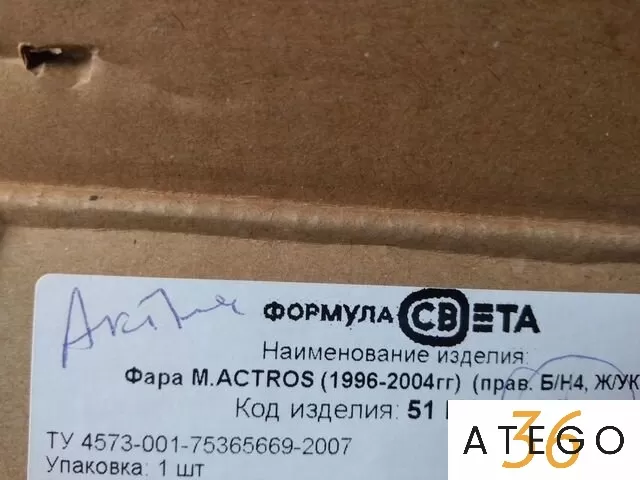 ФОРМУЛА СВЕТА
Наименование изделия:
Фара M.ACTROS (1996-2004гг) (прав. Б/Н4, Ж/УК
Код изделия: 51
ТУ 4573-001-75365669-2007
Упаковка: 1 шт
ATEGO
36